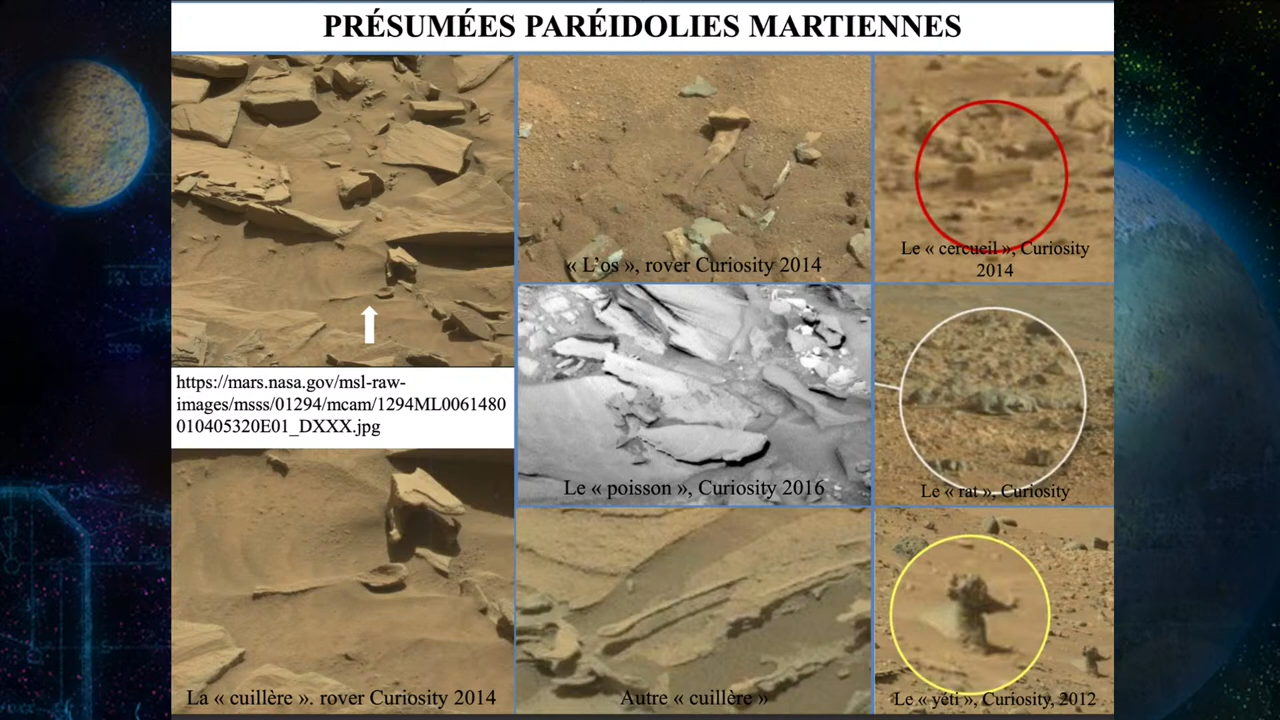 PRÉSUMÉES PARÉIDOLIES MARTIENNES
https://mars.nasa.gov/msl-raw-
images/msss/01294/mcam/1294ML0061480
010405320E01_DXXX.jpg
La « cuillère ». rover Curiosity 2014
« L’os », rover Curiosity 2014
Le « poisson », Curiosity 2016
Autre « cuillère »
Le « cercueil », Curiosity
2014
Le « rat », Curiosity
Le « yéti », Curiosity, 2012